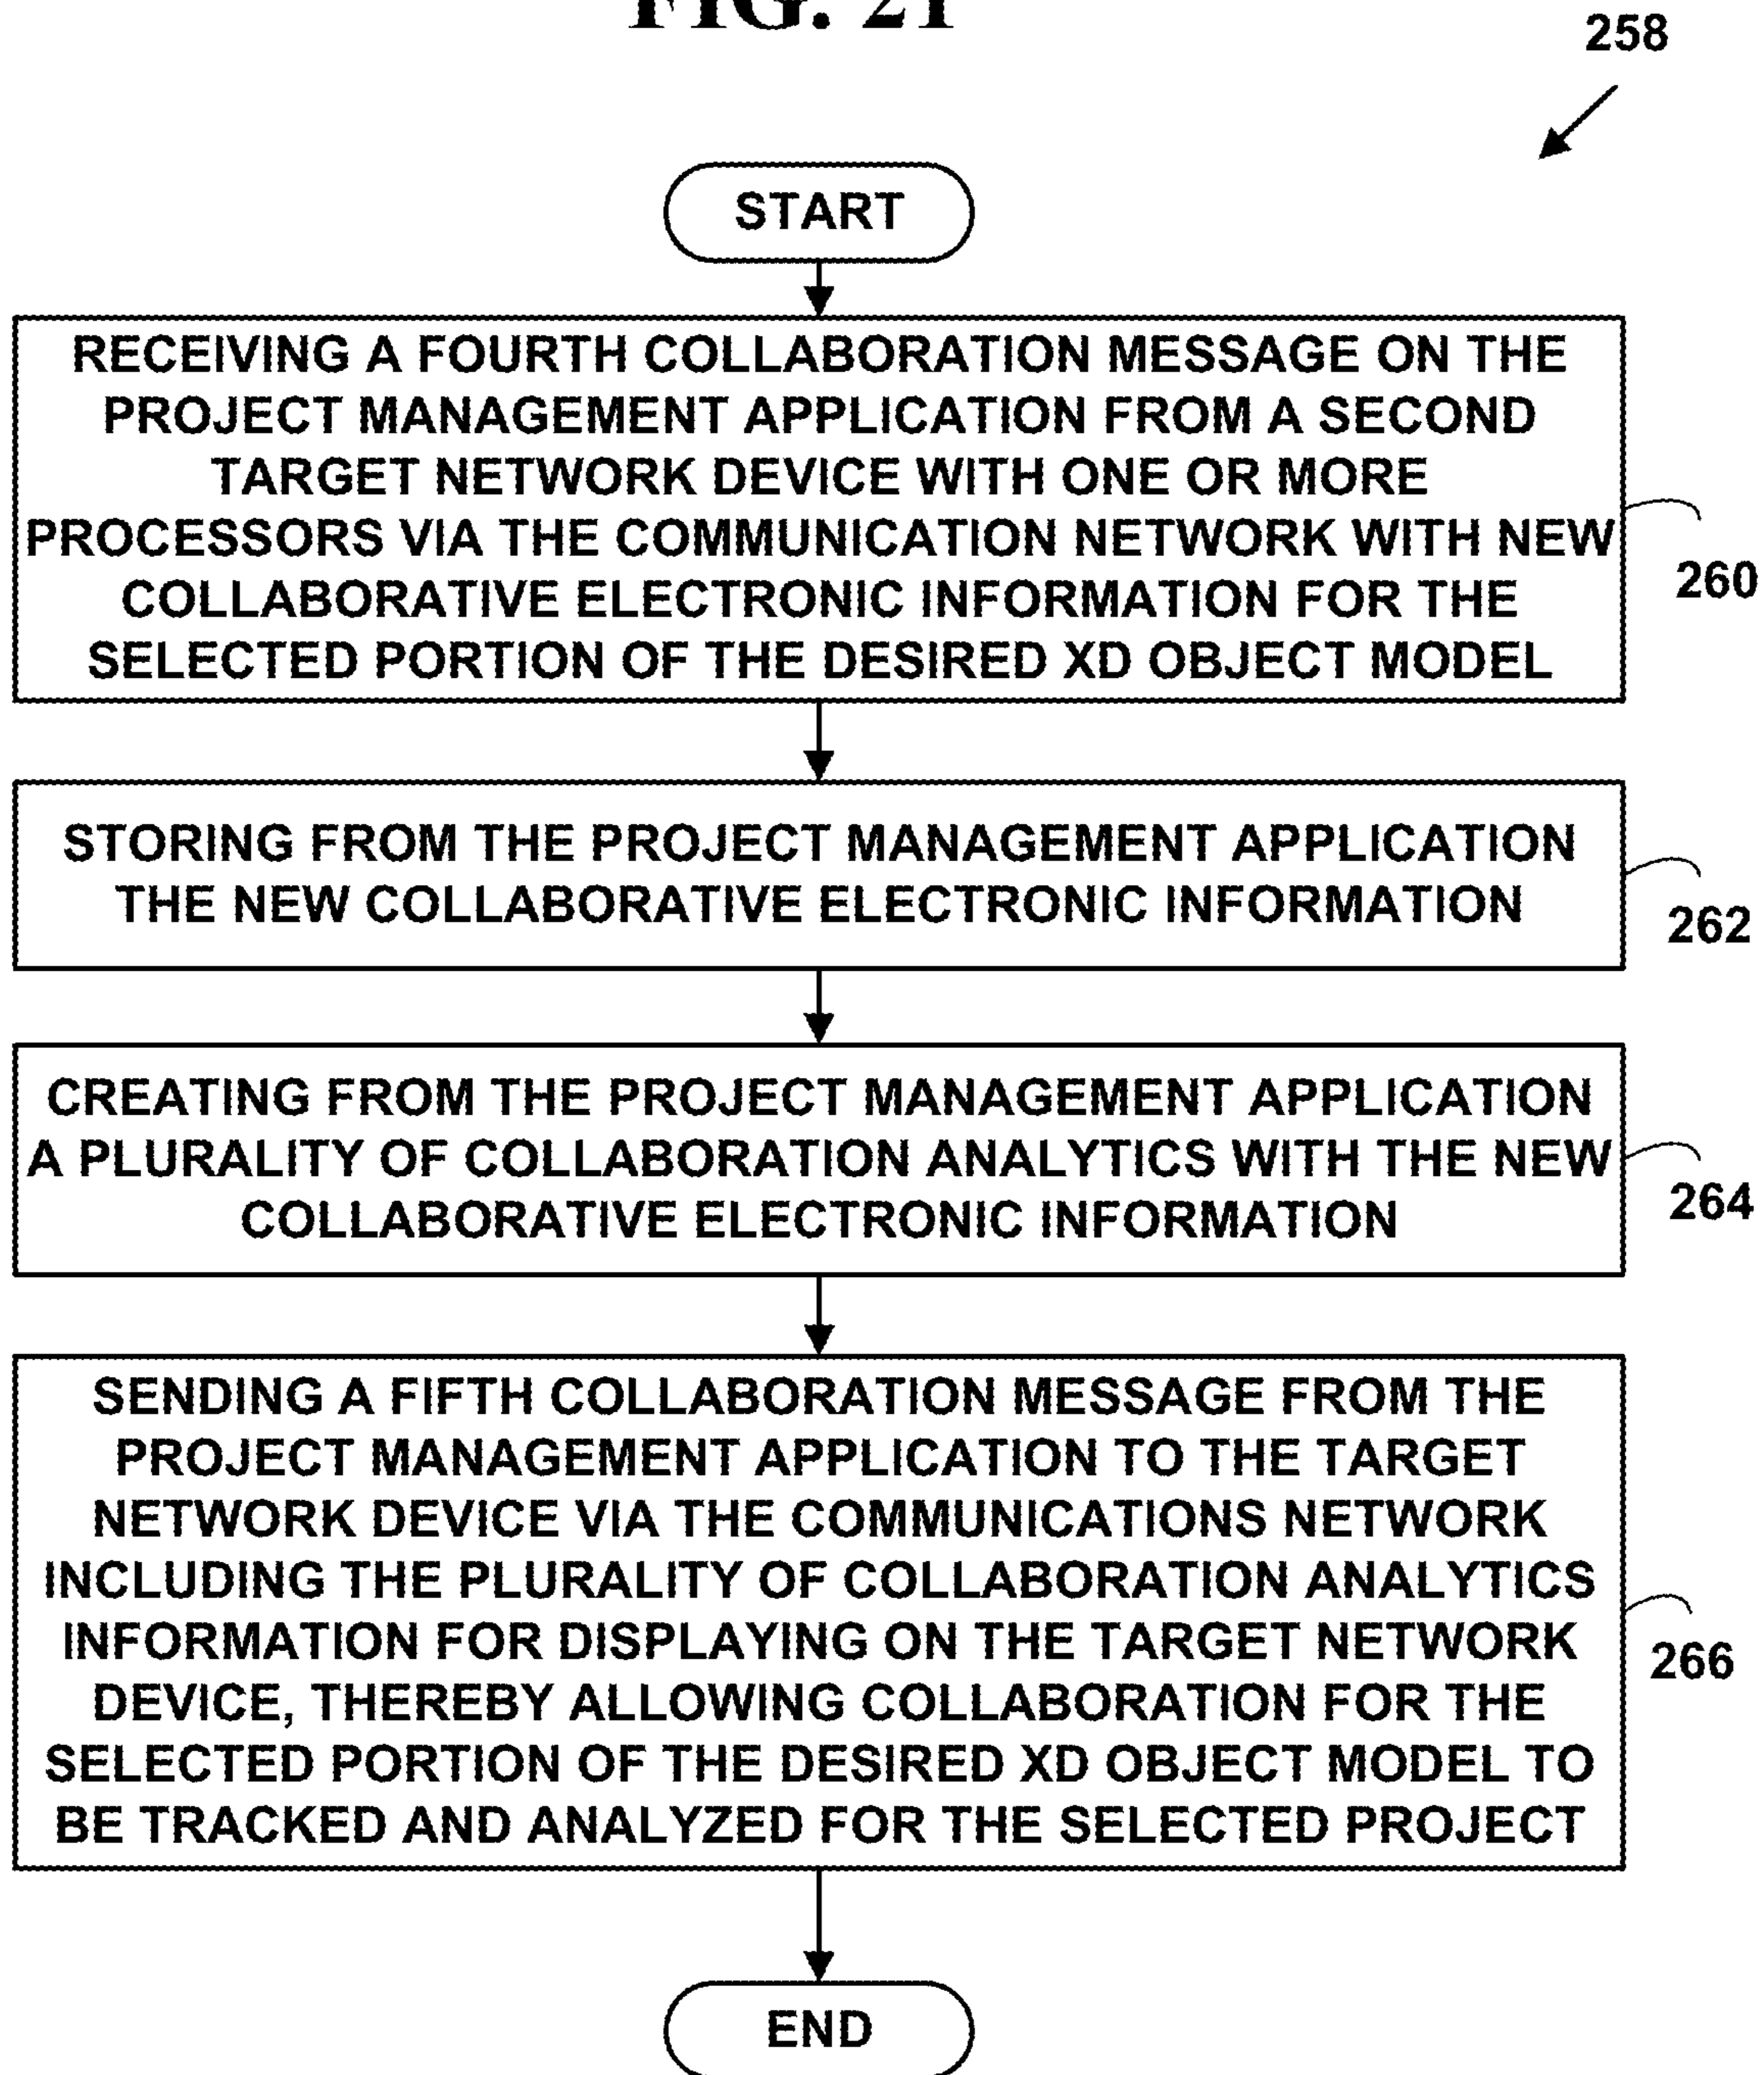 FIG. 21
258
START
RECEIVING A FOURTH COLLABORATION MESSAGE ON THE
PROJECT MANAGEMENT APPLICATION FROM A SECOND
TARGET NETWORK DEVICE WITH ONE OR MORE
PROCESSORS VIA THE COMMUNICATION NETWORK WITH NEW
COLLABORATIVE ELECTRONIC INFORMATION FOR THE
SELECTED PORTION OF THE DESIRED XD OBJECT MODEL
260
STORING FROM THE PROJECT MANAGEMENT APPLICATION
THE NEW COLLABORATIVE ELECTRONIC INFORMATION
262
CREATING FROM THE PROJECT MANAGEMENT APPLICATION
A PLURALITY OF COLLABORATION ANALYTICS WITH THE NEW
COLLABORATIVE ELECTRONIC INFORMATION
264
SENDING A FIFTH COLLABORATION MESSAGE FROM THE
PROJECT MANAGEMENT APPLICATION TO THE TARGET
NETWORK DEVICE VIA THE COMMUNICATIONS NETWORK
INCLUDING THE PLURALITY OF COLLABORATION ANALYTICS
INFORMATION FOR DISPLAYING ON THE TARGET NETWORK
DEVICE, THEREBY ALLOWING COLLABORATION FOR THE
SELECTED PORTION OF THE DESIRED XD OBJECT MODEL TO
BE TRACKED AND ANALYZED FOR THE SELECTED PROJECT
266
END